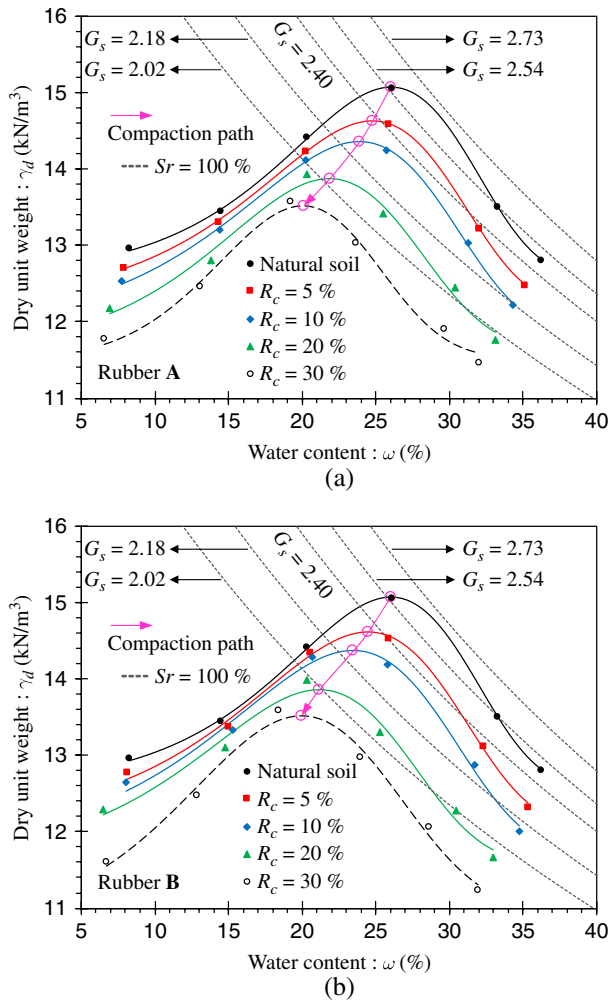 16
15
14
13
12
11
Dry unit weight : γd (kN/m³)
Gs = 2.18
Gs = 2.02
Gs = 2.40
Gs = 2.73
Gs = 2.54
Compaction path
Sr = 100 %
Natural soil
Rc = 5 %
Rc = 10 %
Rc = 20 %
Rc = 30 %
Rubber A
5 10 15 20 25 30 35 40
Water content : ω (%)
(a)
16
15
14
13
12
11
Dry unit weight : γd (kN/m³)
Gs = 2.18
Gs = 2.02
Gs = 2.40
Gs = 2.73
Gs = 2.54
Compaction path
Sr = 100 %
Natural soil
Rc = 5 %
Rc = 10 %
Rc = 20 %
Rc = 30 %
Rubber B
5 10 15 20 25 30 35 40
Water content : ω (%)
(b)